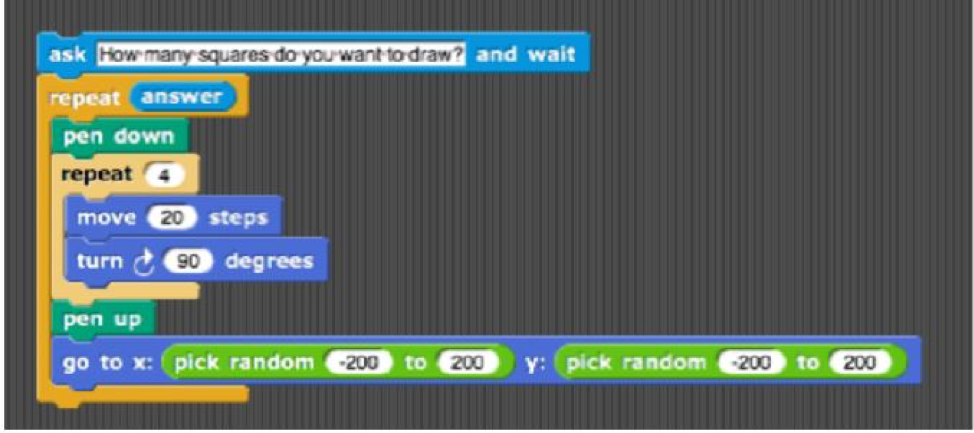 ask How many squares do you want to draw? and wait
repeat answer
pen down
repeat 4
move 20 steps
turn 90 degrees
pen up
go to x: pick random -200 to 200 y: pick random -200 to 200